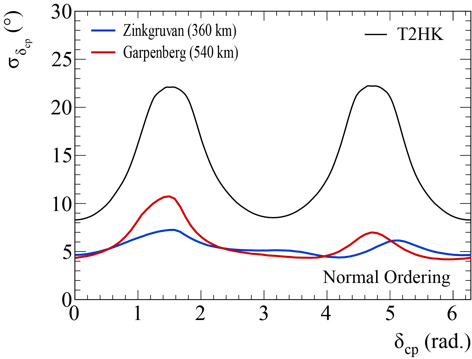 σδcp (°)
30
25
20
15
10
5
0
Zinkgruvan (360 km)
Garpenberg (540 km)
T2HK
Normal Ordering
0 1 2 3 4 5 6
δcp (rad.)